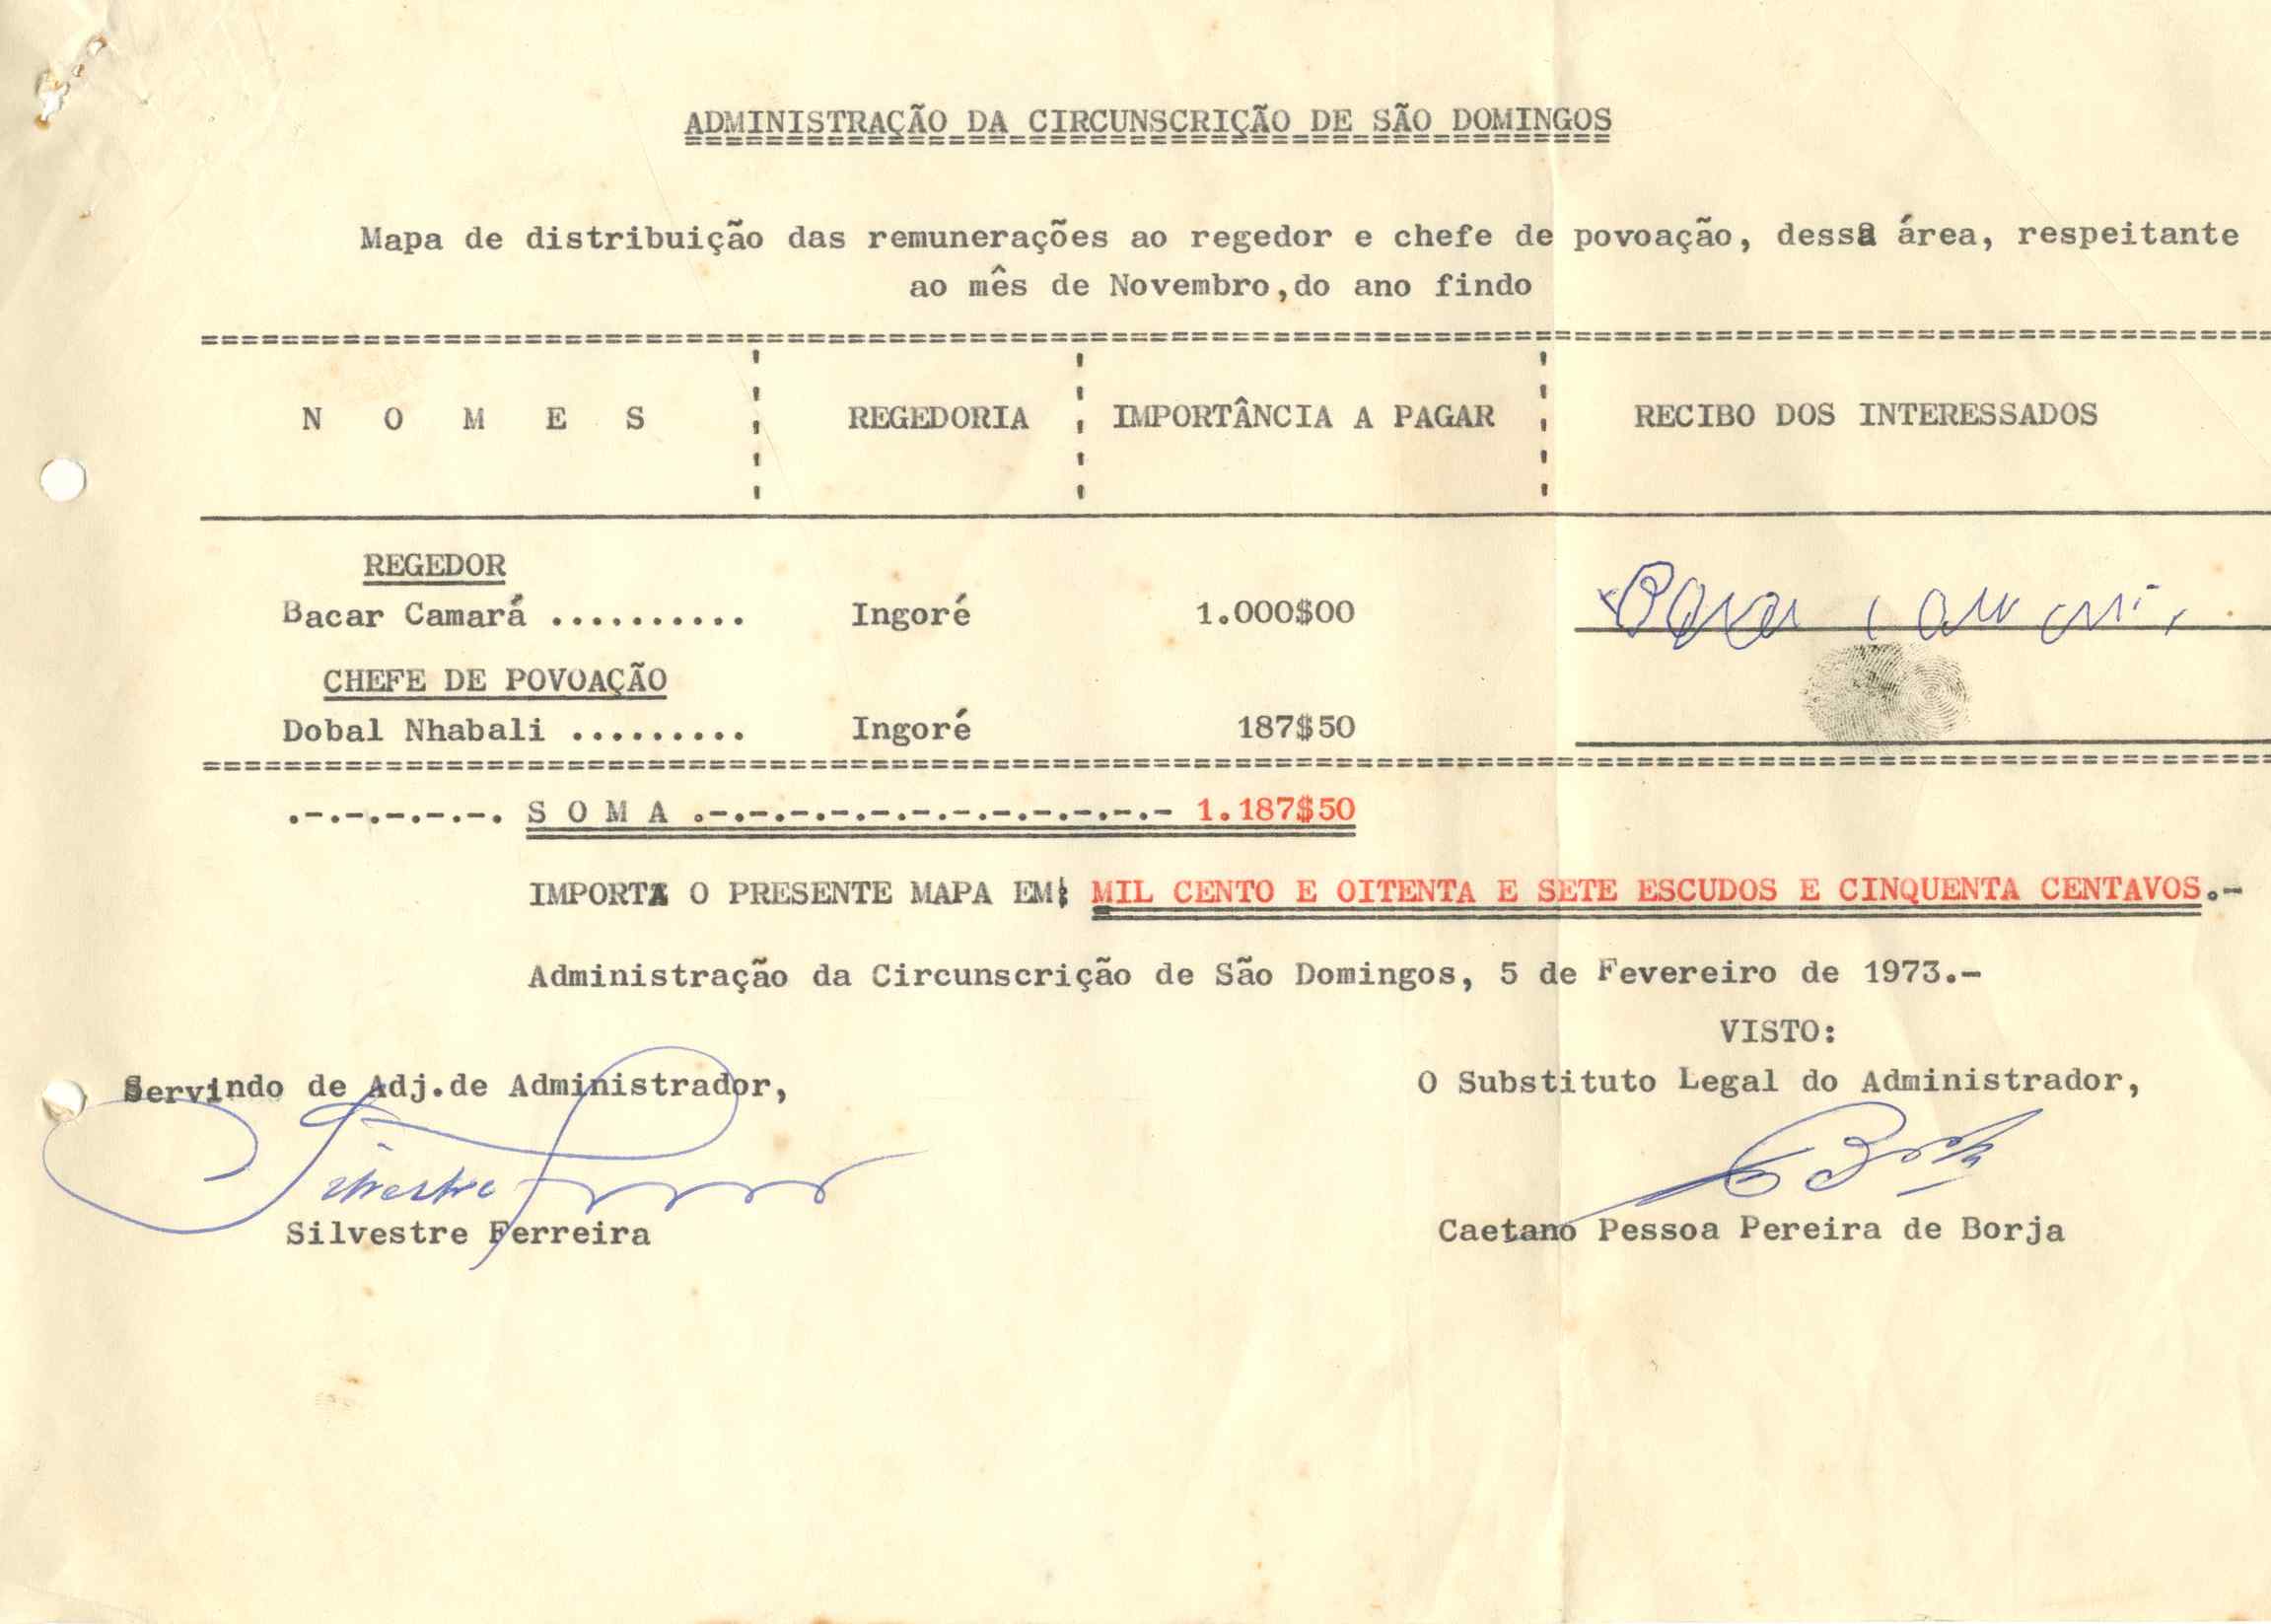 ADMINISTRAÇÃO DA CIRCUNSCRIÇÃO DE SÃO DOMINGOS
Mapa de distribuição das remunerações ao regedor e chefe de povoação, dessa área, respeitante
ao mês de Novembro,do ano findo
N O M E S REGEDORIA IMPORTÂNCIA A PAGAR RECIBO DOS INTERESSADOS
REGEDOR
Bacar Camará .......... Ingoré 1.000$00
CHEFE DE POVOAÇÃO
Dobal Nhabali ......... Ingoré 187$50
.-.-.-.-.-. S O M A .-.-.-.-.-.-.-.-.-.-.-.- 1.187$50
IMPORTA O PRESENTE MAPA EM: MIL CENTO E OITENTA E SETE ESCUDOS E CINQUENTA CENTAVOS.-
Administração da Circunscrição de São Domingos, 5 de Fevereiro de 1973.-
VISTO:
Servindo de Adj.de Administrador, O Substituto Legal do Administrador,
Silvestre Borja
Silvestre Ferreira Caetano Pessoa Pereira de Borja